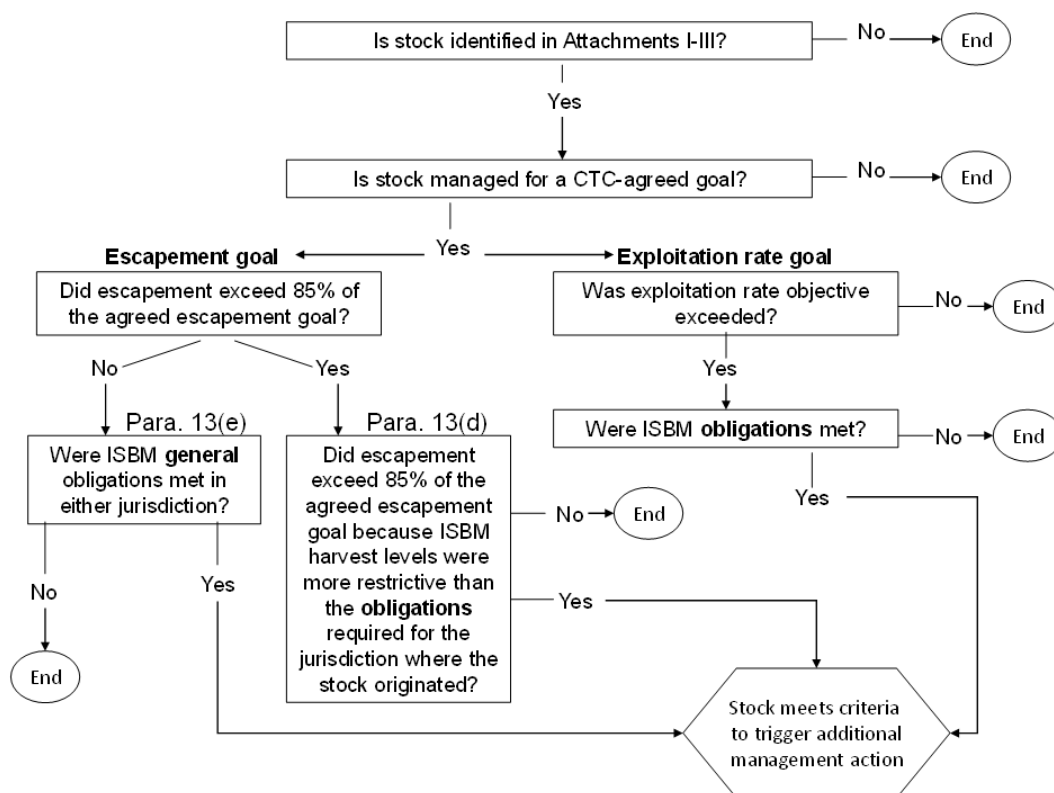 Is stock identified in Attachments I-III?
No
End
Yes
Is stock managed for a CTC-agreed goal?
No
End
Yes
Escapement goal
Did escapement exceed 85% of
the agreed escapement goal?
Exploitation rate goal
Was exploitation rate objective
exceeded?
No
End
No
Yes
Yes
Para. 13(e)
Were ISBM general
obligations met in
either jurisdiction?
Para. 13(d)
Did escapement
exceed 85% of the
agreed escapement
goal because ISBM
harvest levels were
more restrictive than
the obligations
required for the
jurisdiction where the
stock originated?
Were ISBM obligations met?
No
End
No
End
Yes
No
End
Yes
Yes
Stock meets criteria
to trigger additional
management action